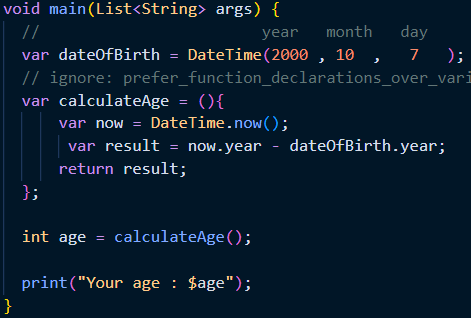 void main(List<String> args) {
// year month day
var dateOfBirth = DateTime(2000 , 10 , 7 );
// ignore: prefer_function_declarations_over_vari
var calculateAge = (){
var now = DateTime.now();
var result = now.year - dateOfBirth.year;
return result;
};
int age = calculateAge();
print("Your age : $age");
}